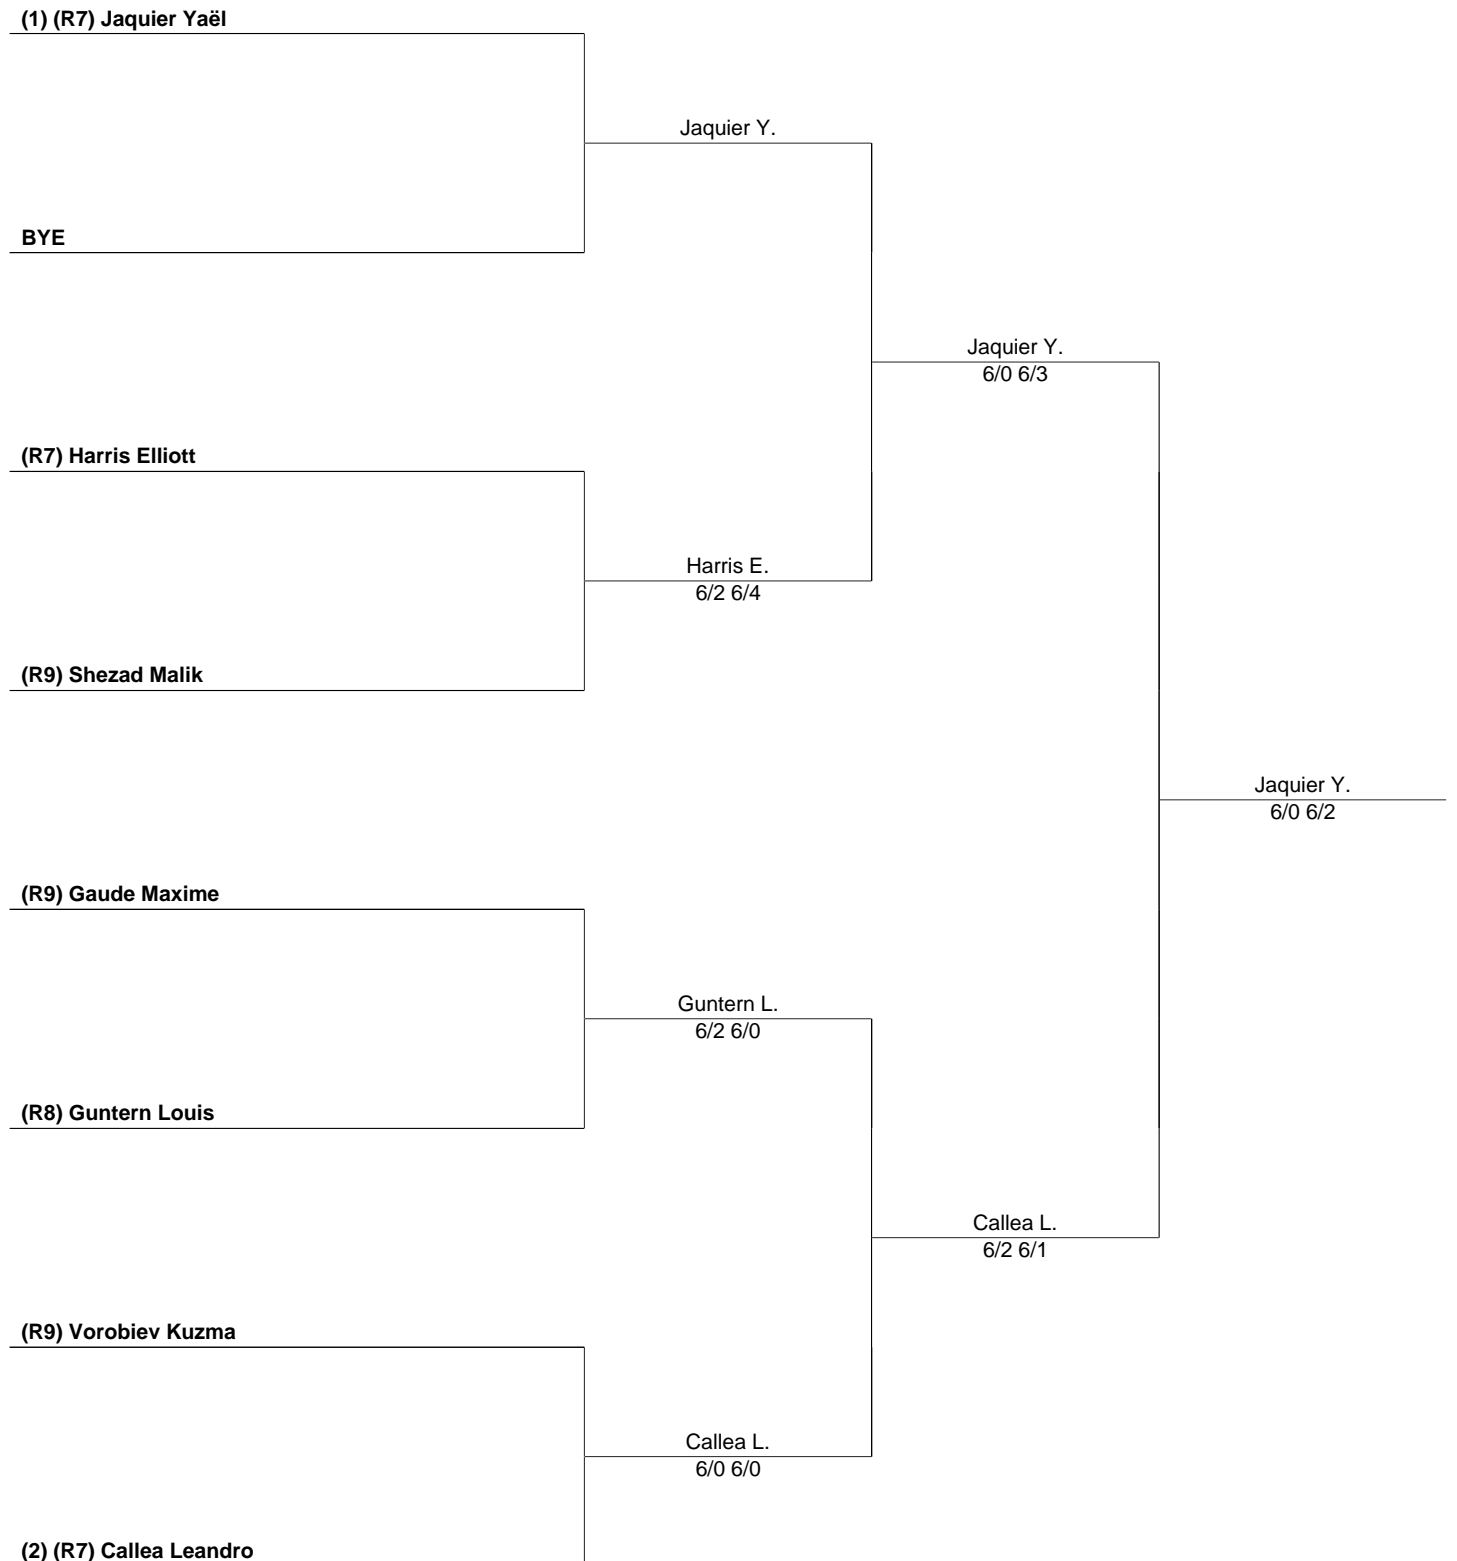 (1) (R7) Jaquier Yaël
Jaquier Y.
BYE
Jaquier Y.
6/0 6/3
(R7) Harris Elliott
Harris E.
6/2 6/4
(R9) Shezad Malik
Jaquier Y.
6/0 6/2
(R9) Gaude Maxime
Guntern L.
6/2 6/0
(R8) Guntern Louis
Callea L.
6/2 6/1
(R9) Vorobiev Kuzma
Callea L.
6/0 6/0
(2) (R7) Callea Leandro